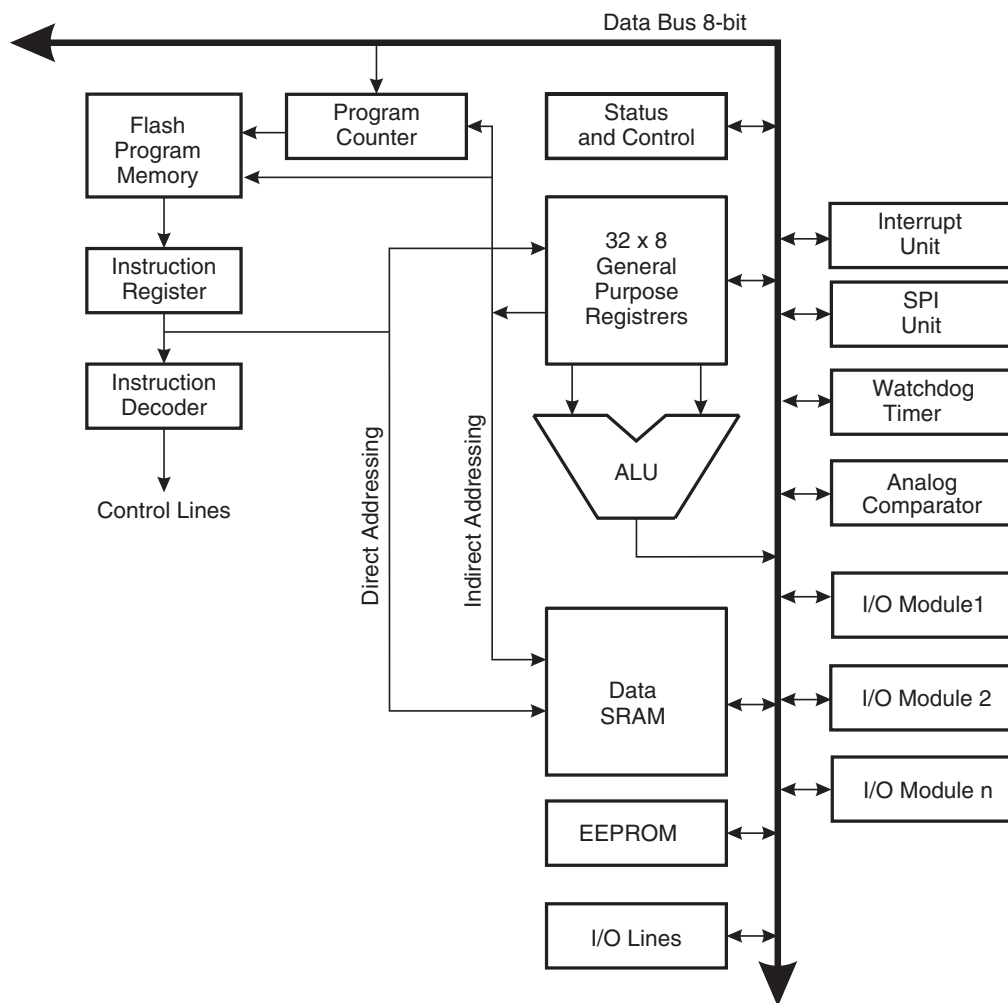 Data Bus 8-bit
Flash
Program
Memory
Program
Counter
Status
and Control
Interrupt
Unit
32 x 8
General
Purpose
Registrers
Instruction
Register
SPI
Unit
Instruction
Decoder
Watchdog
Timer
Direct Addressing
Indirect Addressing
ALU
Analog
Comparator
Control Lines
I/O Module1
Data
SRAM
I/O Module 2
I/O Module n
EEPROM
I/O Lines